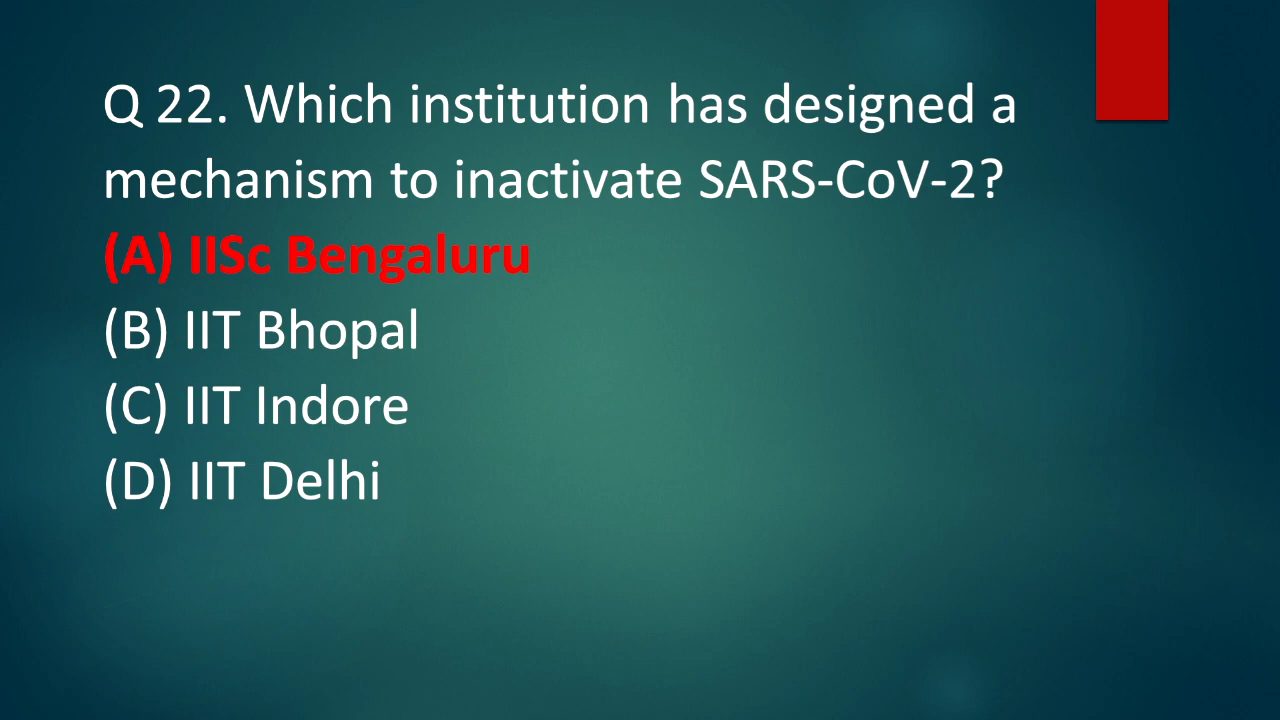 Q 22. Which institution has designed a
mechanism to inactivate SARS-CoV-2?
(A) IISc Bengaluru
(B) IIT Bhopal
(C) IIT Indore
(D) IIT Delhi